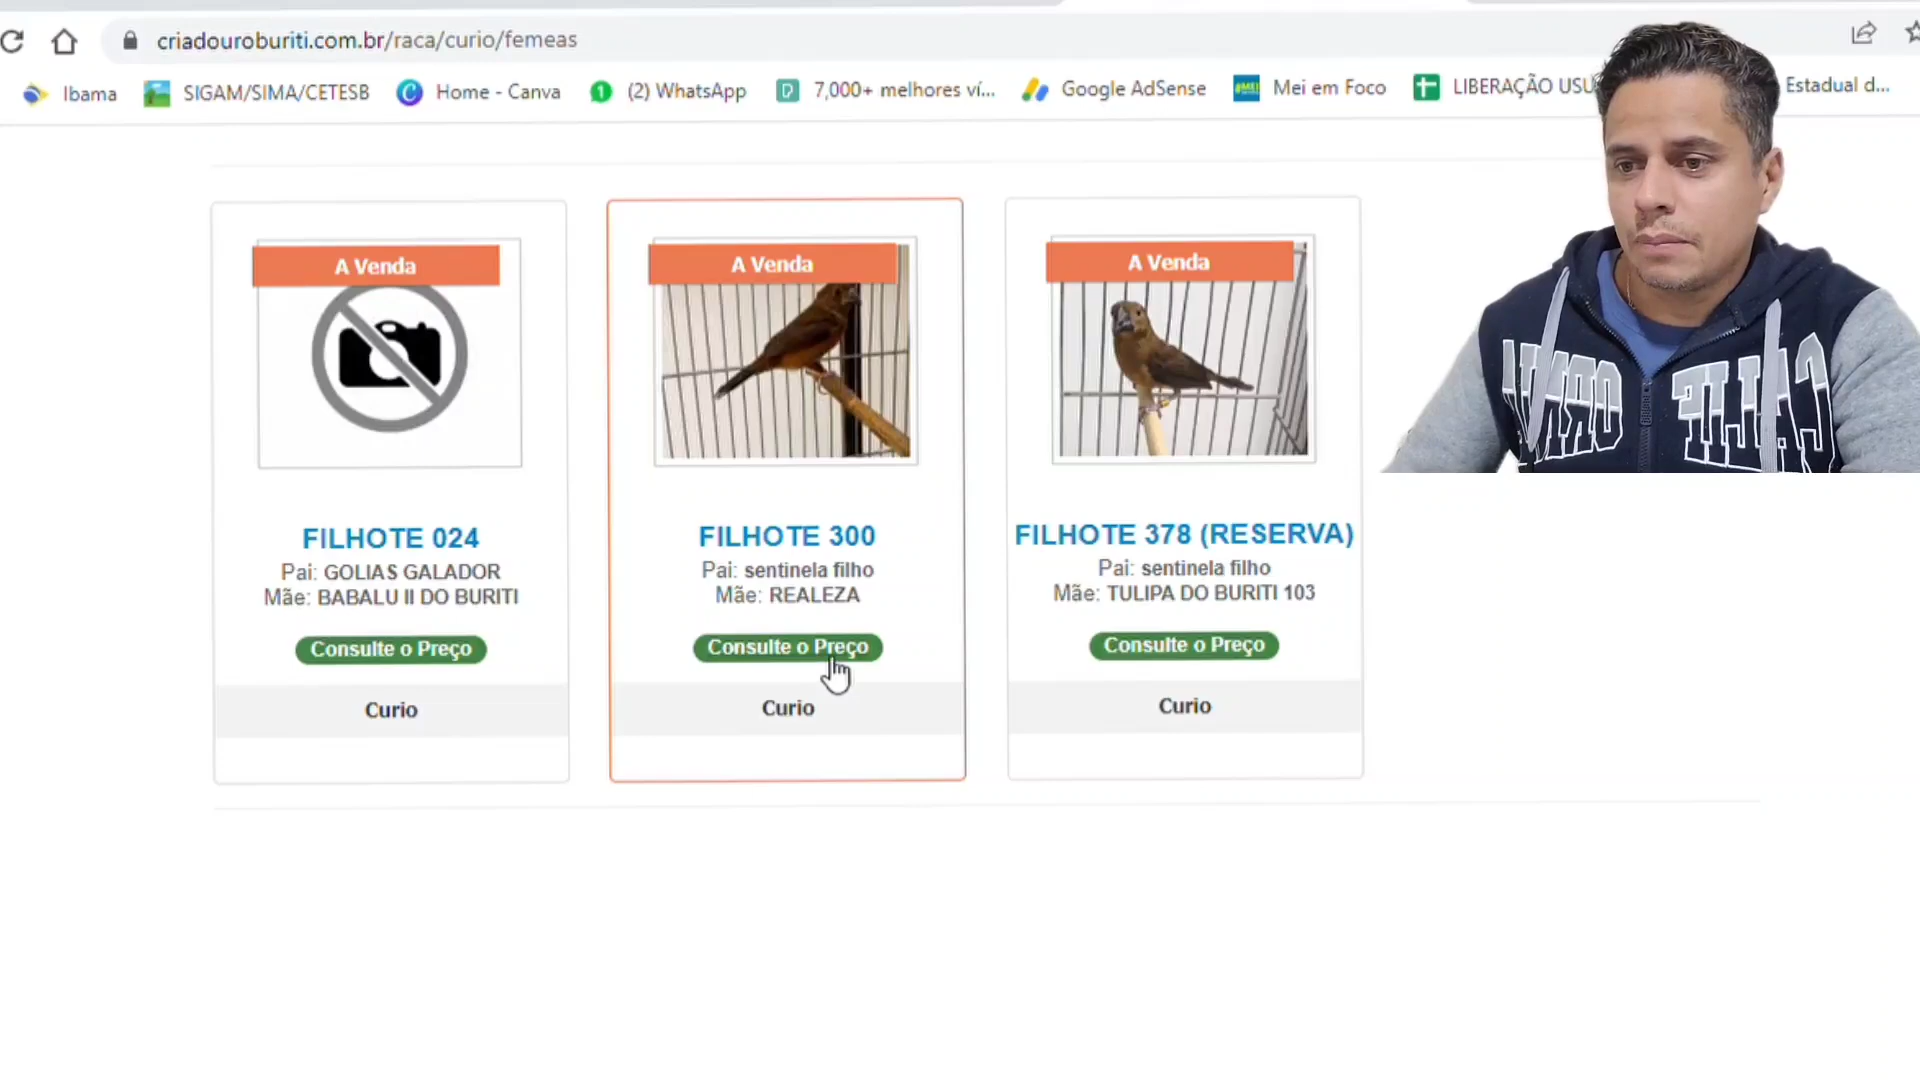 criadouroburiti.com.br/raca/curio/femeas
Ibama
SIGAM/SIMA/CETESB
Home - Canva
(2) WhatsApp
7,000+ melhores ví...
Google AdSense
Mei em Foco
LIBERAÇÃO USU
Estadual d...
A Venda
FILHOTE 024
Pai: GOLIAS GALADOR
Mãe: BABALU II DO BURITI
Consulte o Preço
Curio
A Venda
FILHOTE 300
Pai: sentinela filho
Mãe: REALEZA
Consulte o Preço
Curio
A Venda
FILHOTE 378 (RESERVA)
Pai: sentinela filho
Mãe: TULIPA DO BURITI 103
Consulte o Preço
Curio